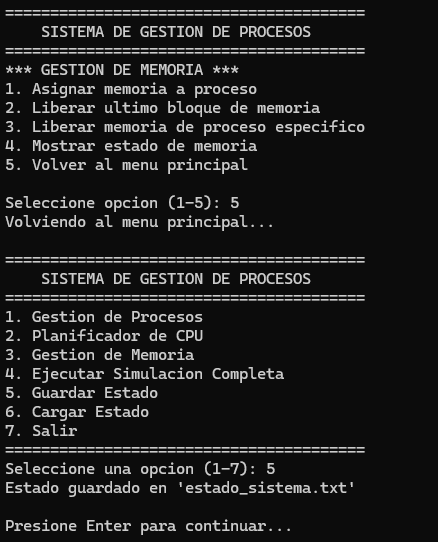 ========================================
SISTEMA DE GESTION DE PROCESOS
========================================
*** GESTION DE MEMORIA ***
1. Asignar memoria a proceso
2. Liberar ultimo bloque de memoria
3. Liberar memoria de proceso especifico
4. Mostrar estado de memoria
5. Volver al menu principal
Seleccione opcion (1-5): 5
Volviendo al menu principal...
========================================
SISTEMA DE GESTION DE PROCESOS
========================================
1. Gestion de Procesos
2. Planificador de CPU
3. Gestion de Memoria
4. Ejecutar Simulacion Completa
5. Guardar Estado
6. Cargar Estado
7. Salir
========================================
Seleccione una opcion (1-7): 5
Estado guardado en 'estado_sistema.txt'
Presione Enter para continuar...